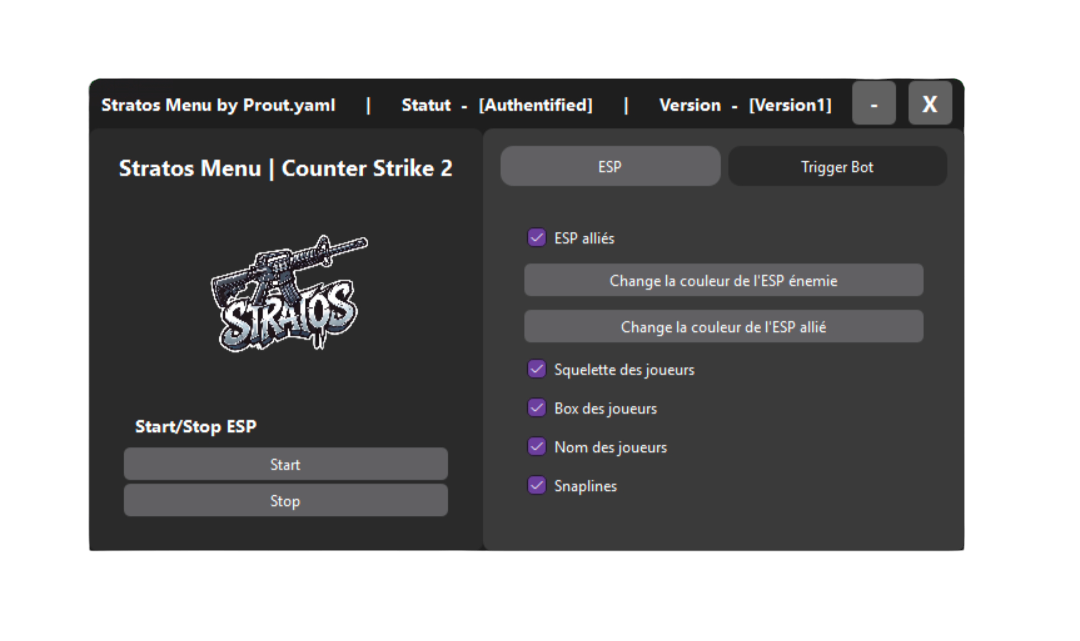 Stratos Menu by Prout.yaml | Statut - [Authentified] | Version - [Version1] - X
Stratos Menu | Counter Strike 2
STRATOS
Start/Stop ESP
Start
Stop
ESP Trigger Bot
ESP alliés
Change la couleur de l'ESP énemie
Change la couleur de l'ESP allié
Squelette des joueurs
Box des joueurs
Nom des joueurs
Snaplines